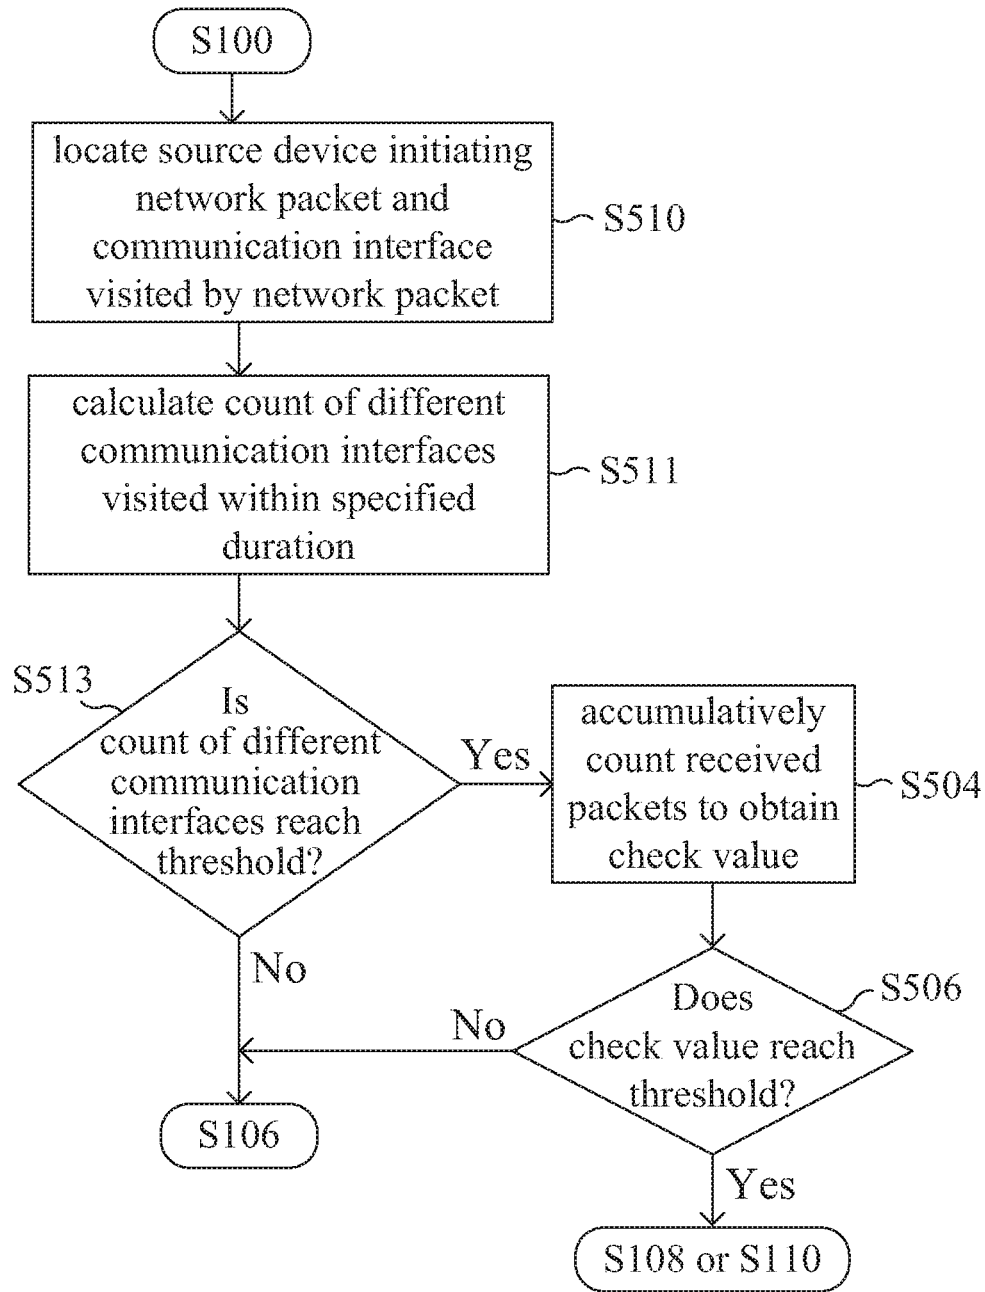 S100
locate source device initiating
network packet and
communication interface
visited by network packet
S510
calculate count of different
communication interfaces
visited within specified
duration
S511
S513
Is
count of different
communication
interfaces reach
threshold?
Yes
accumulatively
count received
packets to obtain
check value
S504
No
S506
Does
check value reach
threshold?
No
S106
Yes
S108 or S110